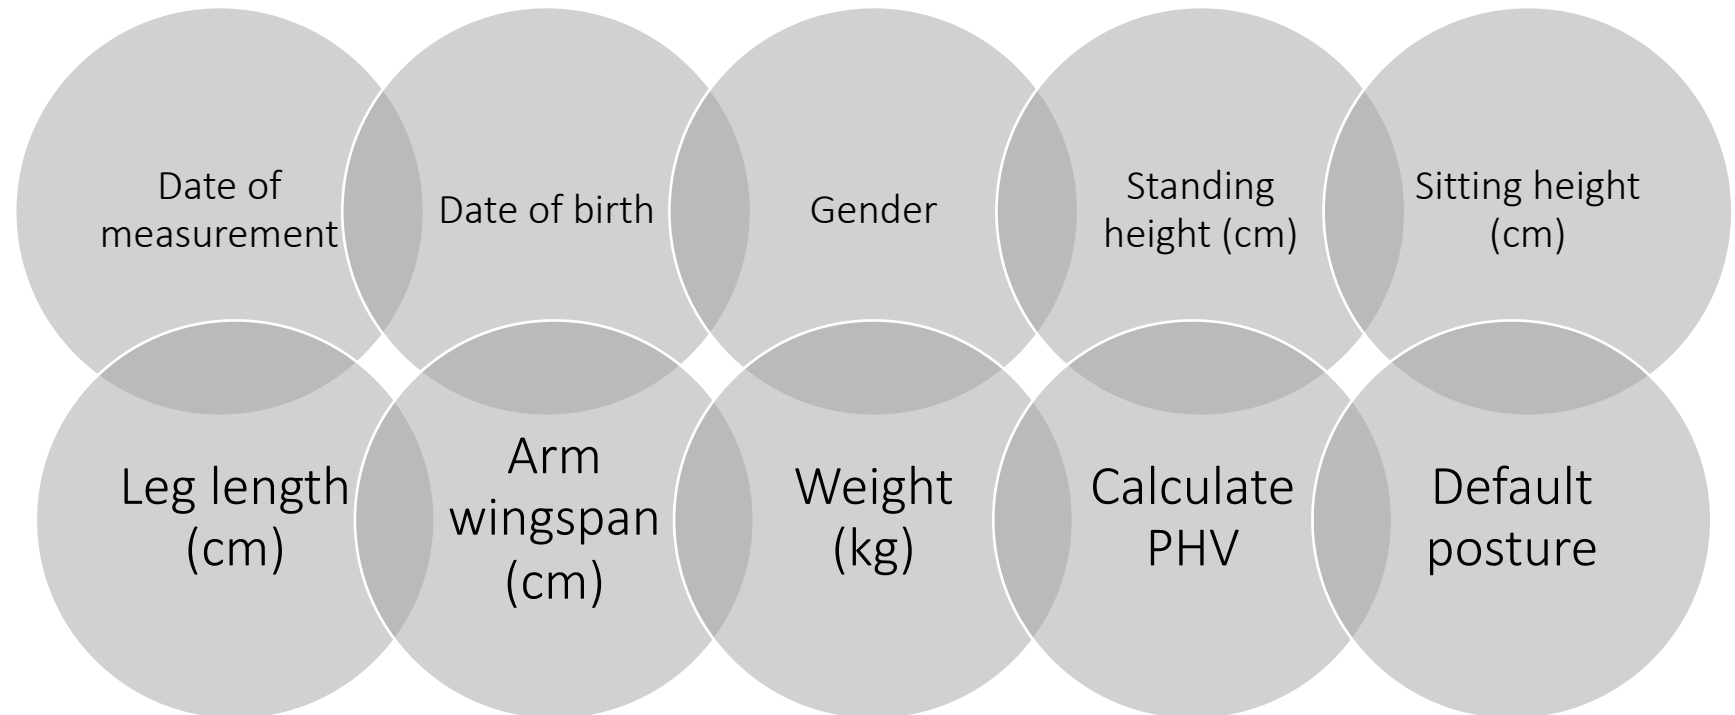 Date of
measurement
Date of birth
Gender
Standing
height (cm)
Sitting height
(cm)
Leg length
(cm)
Arm
wingspan
(cm)
Weight
(kg)
Calculate
PHV
Default
posture